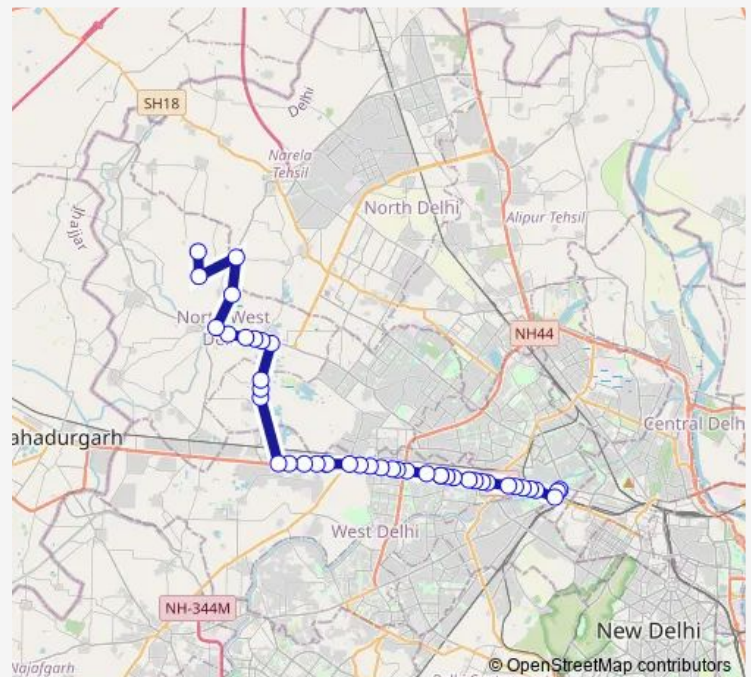 SH18
Delhi
Narela
Tehsil
North Delhi
Alipur Tehsil
Jhajjar
North West
NH44
Central Delh
ahadurgarh
West Delhi
NH-344M
New Delhi
Najafgarh
© OpenStreetMap contributors